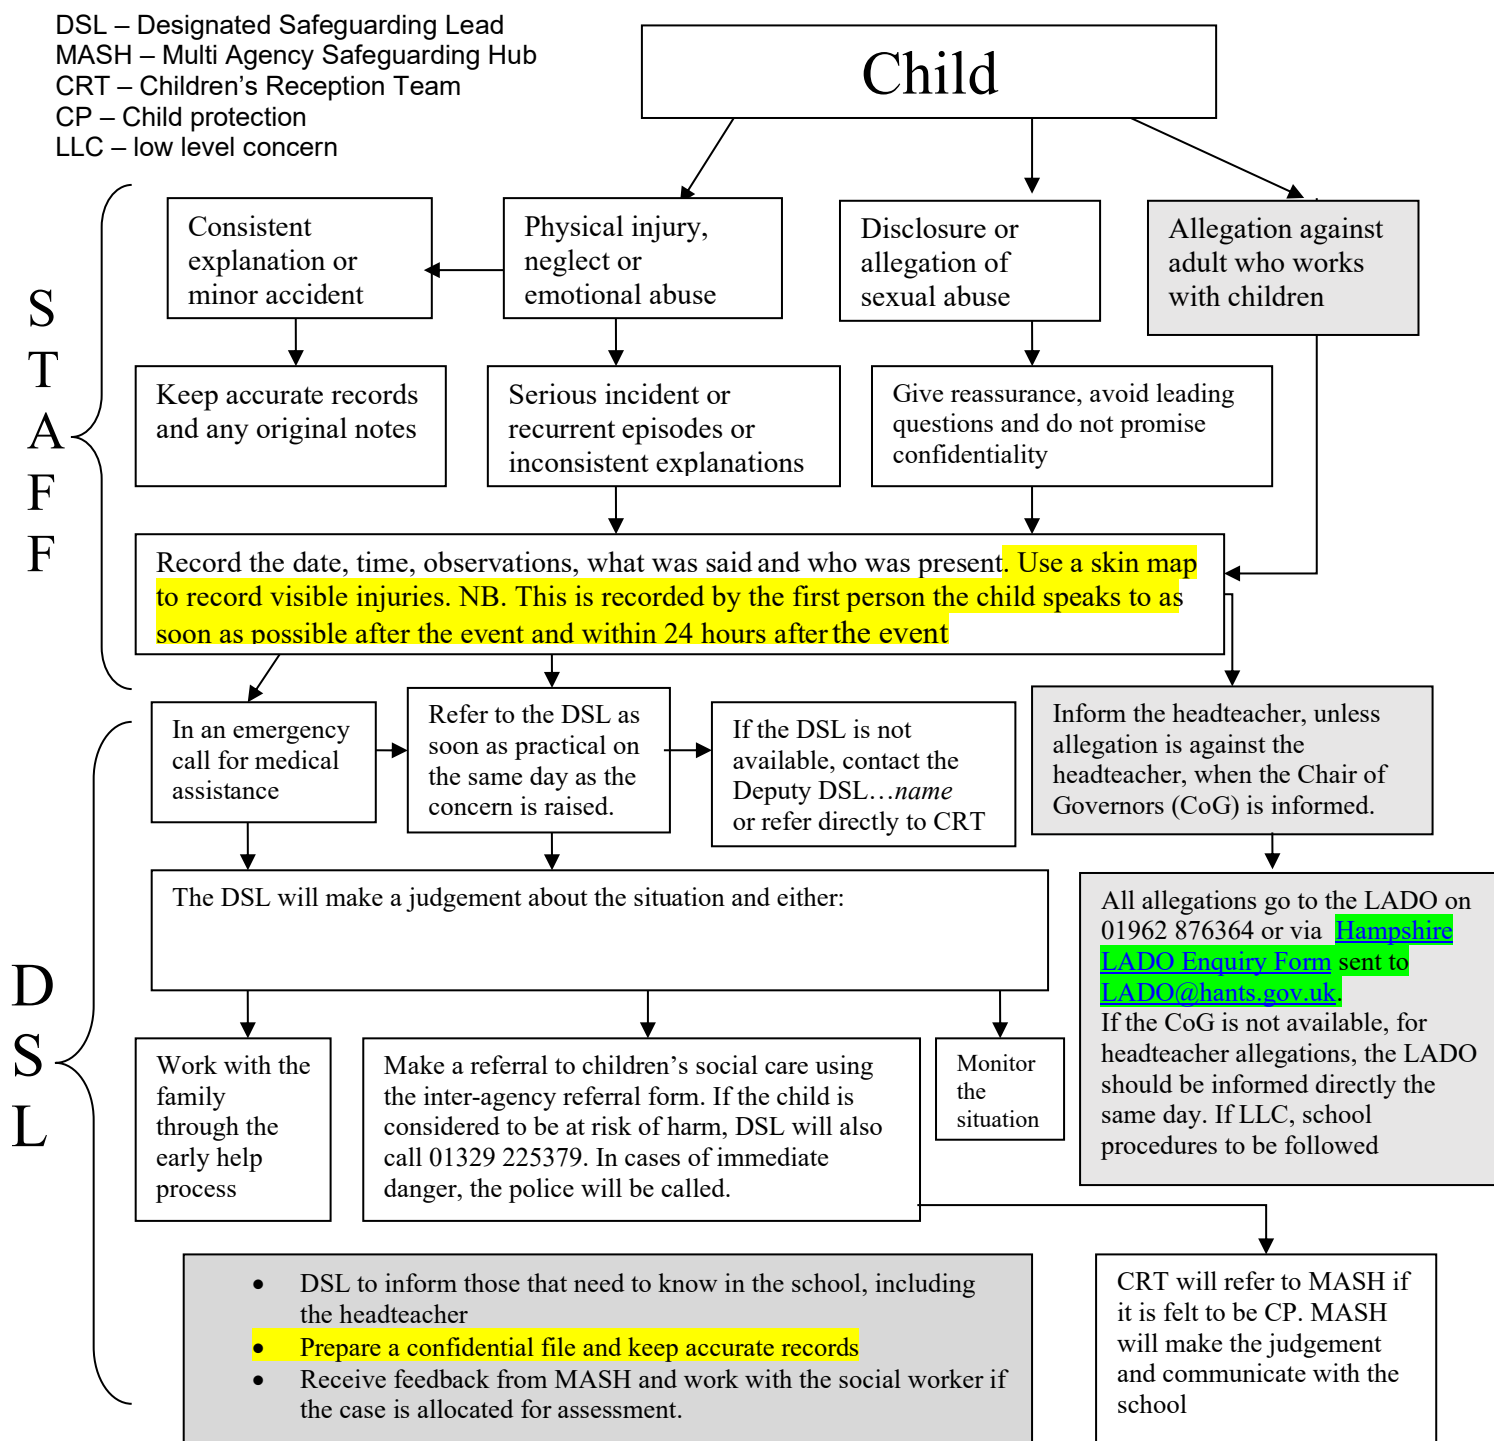 DSL – Designated Safeguarding Lead
MASH – Multi Agency Safeguarding Hub
CRT – Children's Reception Team
CP – Child protection
LLC – low level concern
Child
S
T
A
F
F
Consistent
explanation or
minor accident
Physical injury,
neglect or
emotional abuse
Disclosure or
allegation of
sexual abuse
Allegation against
adult who works
with children
Keep accurate records
and any original notes
Serious incident or
recurrent episodes or
inconsistent explanations
Give reassurance, avoid leading
questions and do not promise
confidentiality
Record the date, time, observations, what was said and who was present. Use a skin map
to record visible injuries. NB. This is recorded by the first person the child speaks to as
soon as possible after the event and within 24 hours after the event
D
S
L
In an emergency
call for medical
assistance
Refer to the DSL as
soon as practical on
the same day as the
concern is raised.
If the DSL is not
available, contact the
Deputy DSL…name
or refer directly to CRT
Inform the headteacher, unless
allegation is against the
headteacher, when the Chair of
Governors (CoG) is informed.
The DSL will make a judgement about the situation and either:
All allegations go to the LADO on
01962 876364 or via Hampshire
LADO Enquiry Form sent to
LADO@hants.gov.uk.
If the CoG is not available, for
headteacher allegations, the LADO
should be informed directly the
same day. If LLC, school
procedures to be followed
Work with the
family
through the
early help
process
Make a referral to children's social care using
the inter-agency referral form. If the child is
considered to be at risk of harm, DSL will also
call 01329 225379. In cases of immediate
danger, the police will be called.
Monitor
the
situation
• DSL to inform those that need to know in the school, including
the headteacher
• Prepare a confidential file and keep accurate records
• Receive feedback from MASH and work with the social worker if
the case is allocated for assessment.
CRT will refer to MASH if
it is felt to be CP. MASH
will make the judgement
and communicate with the
school